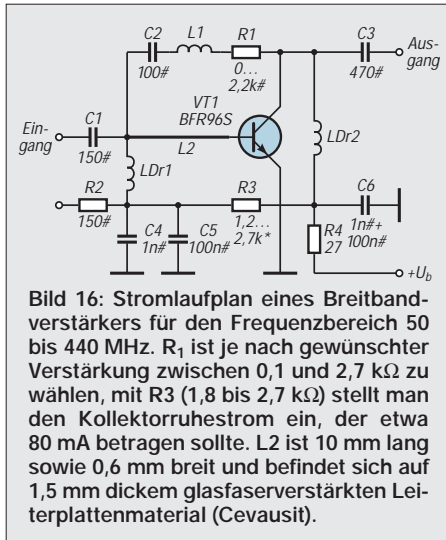 C2
L1
R1
C3
Aus-
gang
100#
0…
2,2k#
470#
VT1
BFR96S
Ein-
gang
C1
150#
L2
LDr1
LDr2
R2
R3
C6
150#
C4
1n#
C5
100n#
1,2…
2,7k*
R4
27
1n#+
100n#
+Ub
Bild 16: Stromlaufplan eines Breitband-
verstärkers für den Frequenzbereich 50
bis 440 MHz. R1 ist je nach gewünschter
Verstärkung zwischen 0,1 und 2,7 kΩ zu
wählen, mit R3 (1,8 bis 2,7 kΩ) stellt man
den Kollektorruhestrom ein, der etwa
80 mA betragen sollte. L2 ist 10 mm lang
sowie 0,6 mm breit und befindet sich auf
1,5 mm dickem glasfaserverstärkten Lei-
terplattenmaterial (Cevausit).